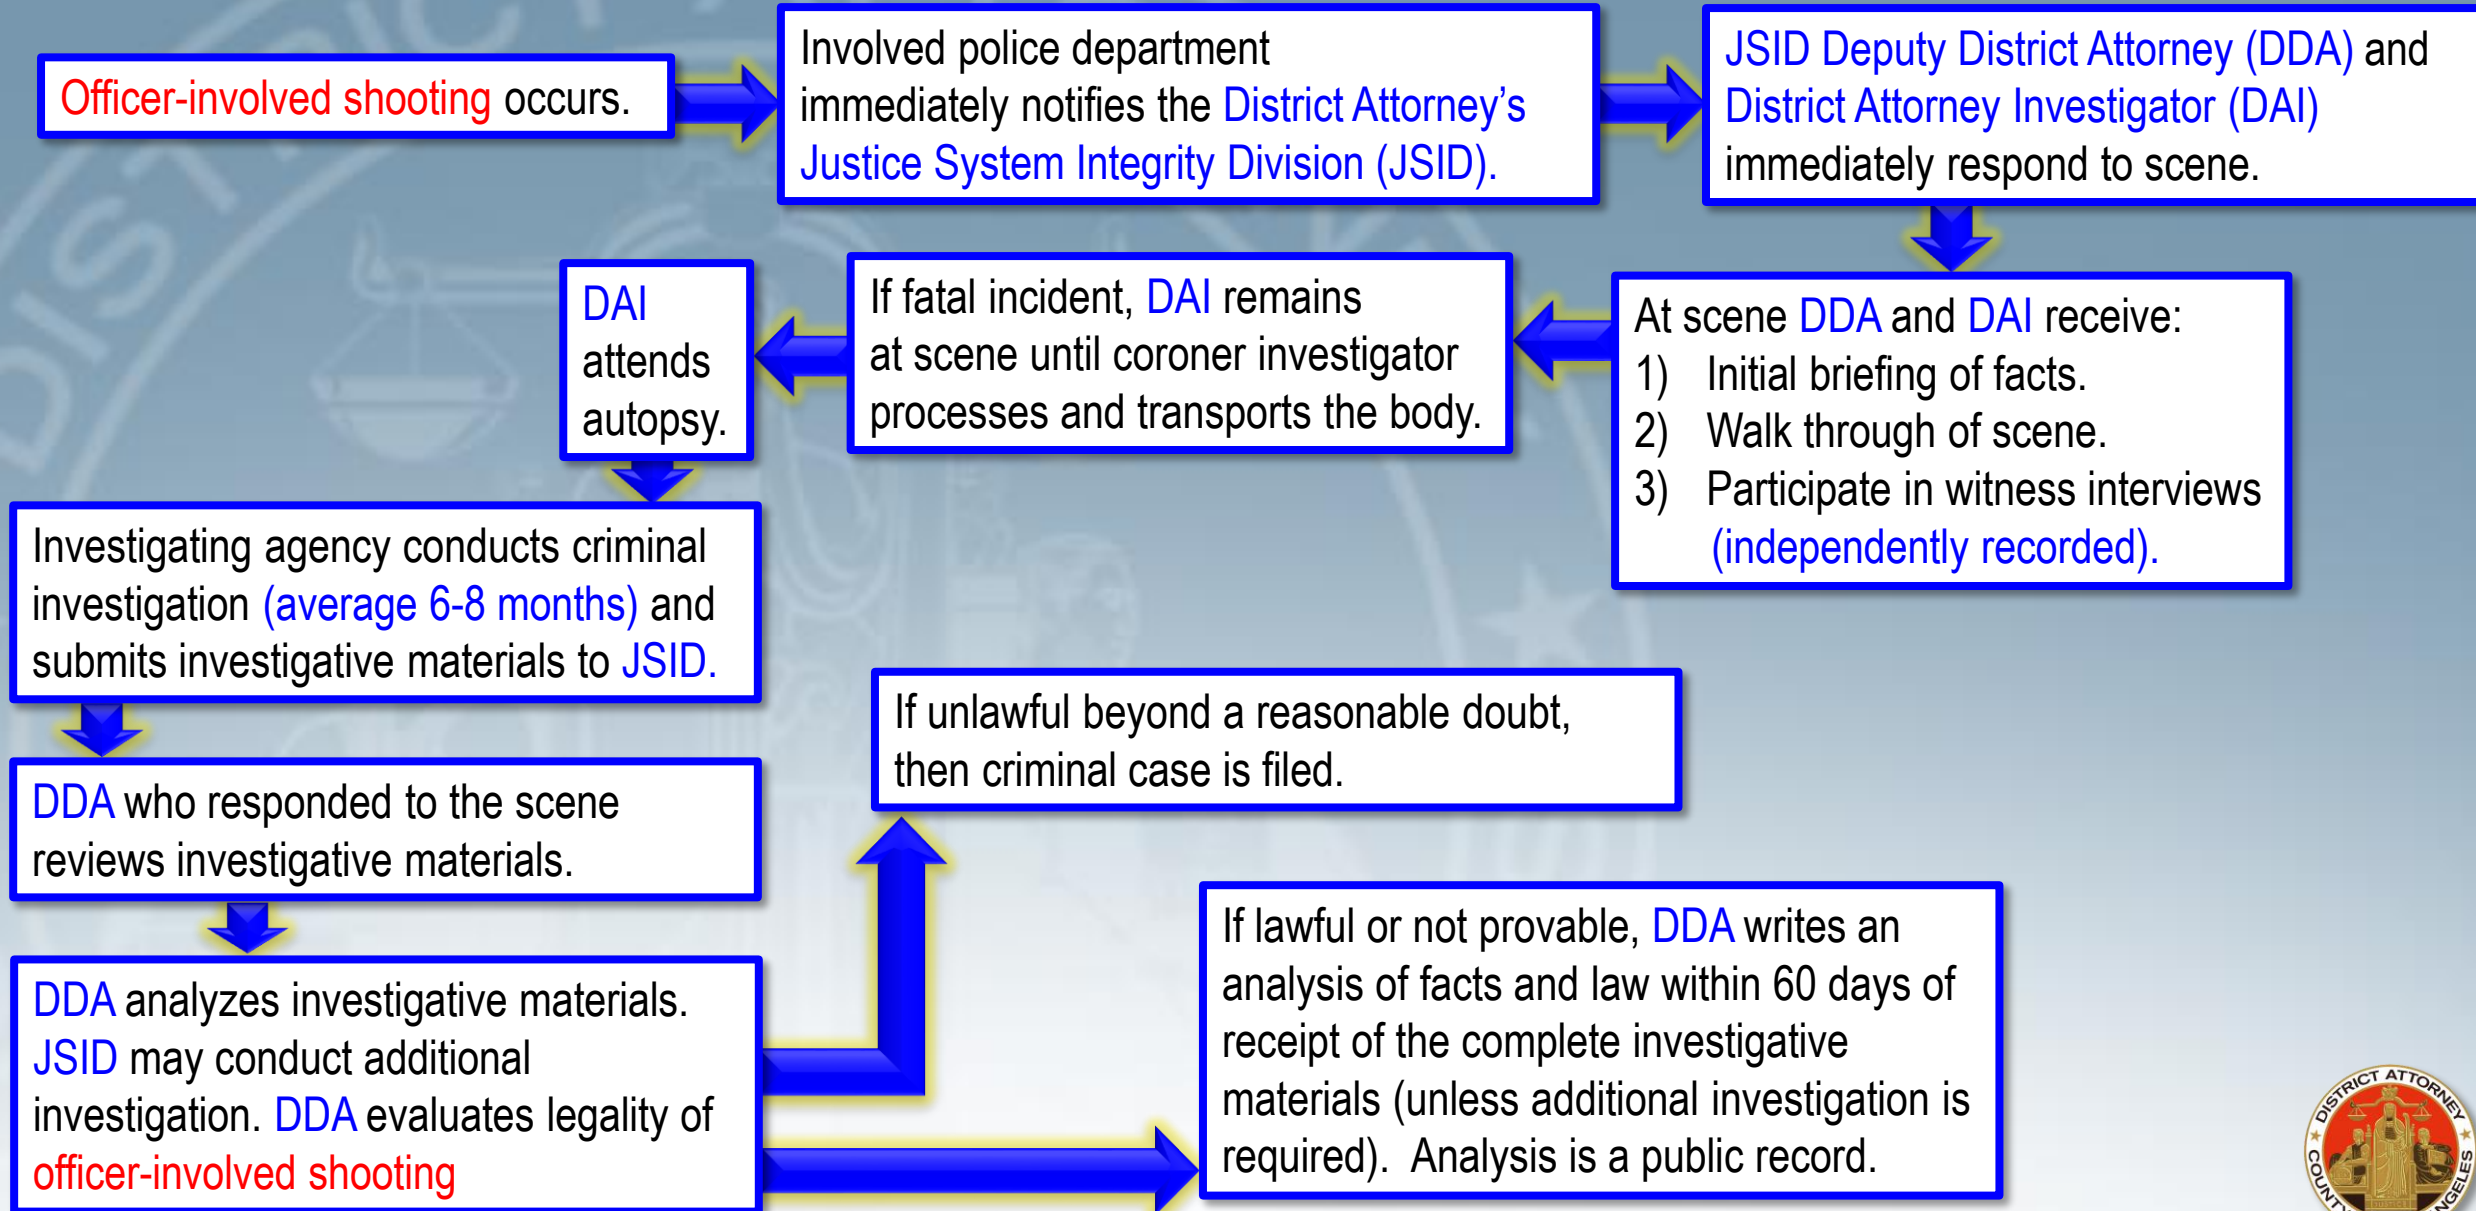 Officer-involved shooting occurs.
Involved police department
immediately notifies the District Attorney's
Justice System Integrity Division (JSID).
JSID Deputy District Attorney (DDA) and
District Attorney Investigator (DAI)
immediately respond to scene.
At scene DDA and DAI receive:
1) Initial briefing of facts.
2) Walk through of scene.
3) Participate in witness interviews
(independently recorded).
If fatal incident, DAI remains
at scene until coroner investigator
processes and transports the body.
DAI
attends
autopsy.
Investigating agency conducts criminal
investigation (average 6-8 months) and
submits investigative materials to JSID.
DDA who responded to the scene
reviews investigative materials.
DDA analyzes investigative materials.
JSID may conduct additional
investigation. DDA evaluates legality of
officer-involved shooting
If unlawful beyond a reasonable doubt,
then criminal case is filed.
If lawful or not provable, DDA writes an
analysis of facts and law within 60 days of
receipt of the complete investigative
materials (unless additional investigation is
required).  Analysis is a public record.
DISTRICT ATTORNEY
COUNTY